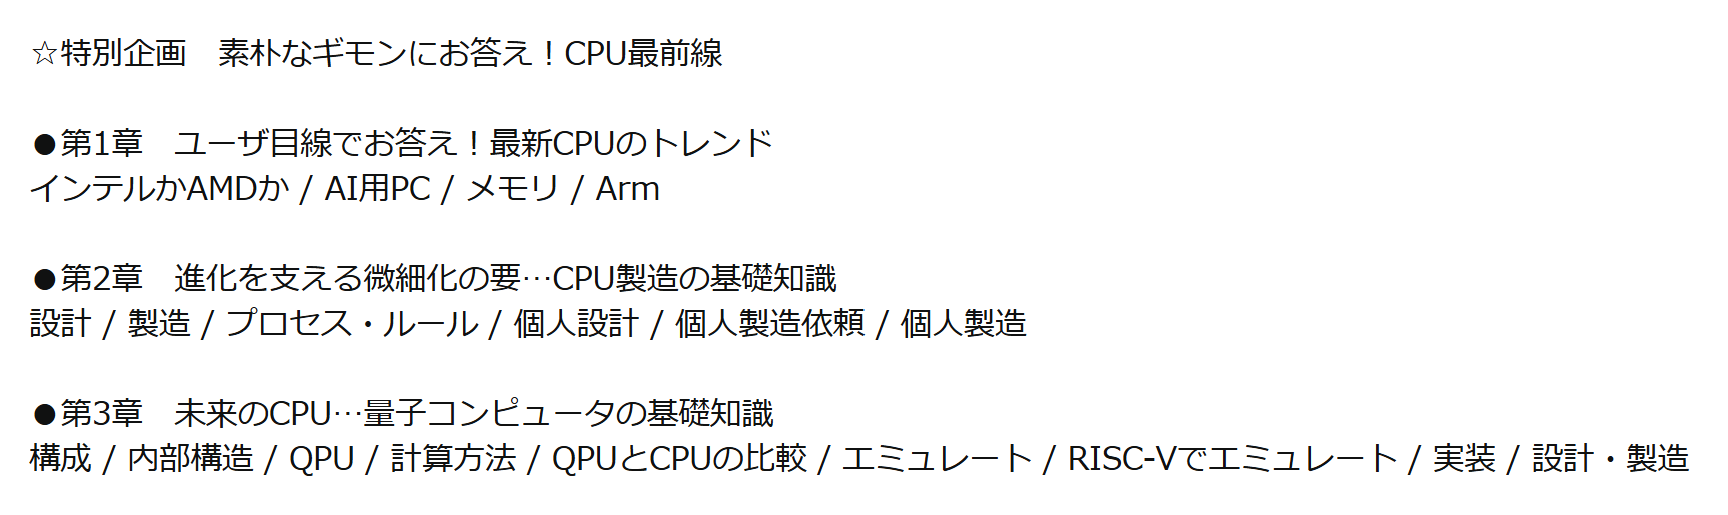 ☆特別企画　素朴なギモンにお答え！CPU最前線
●第1章　ユーザ目線でお答え！最新CPUのトレンド
インテルかAMDか / AI用PC / メモリ / Arm
●第2章　進化を支える微細化の要…CPU製造の基礎知識
設計 / 製造 / プロセス・ルール / 個人設計 / 個人製造依頼 / 個人製造
●第3章　未来のCPU…量子コンピュータの基礎知識
構成 / 内部構造 / QPU / 計算方法 / QPUとCPUの比較 / エミュレート / RISC-Vでエミュレート / 実装 / 設計・製造